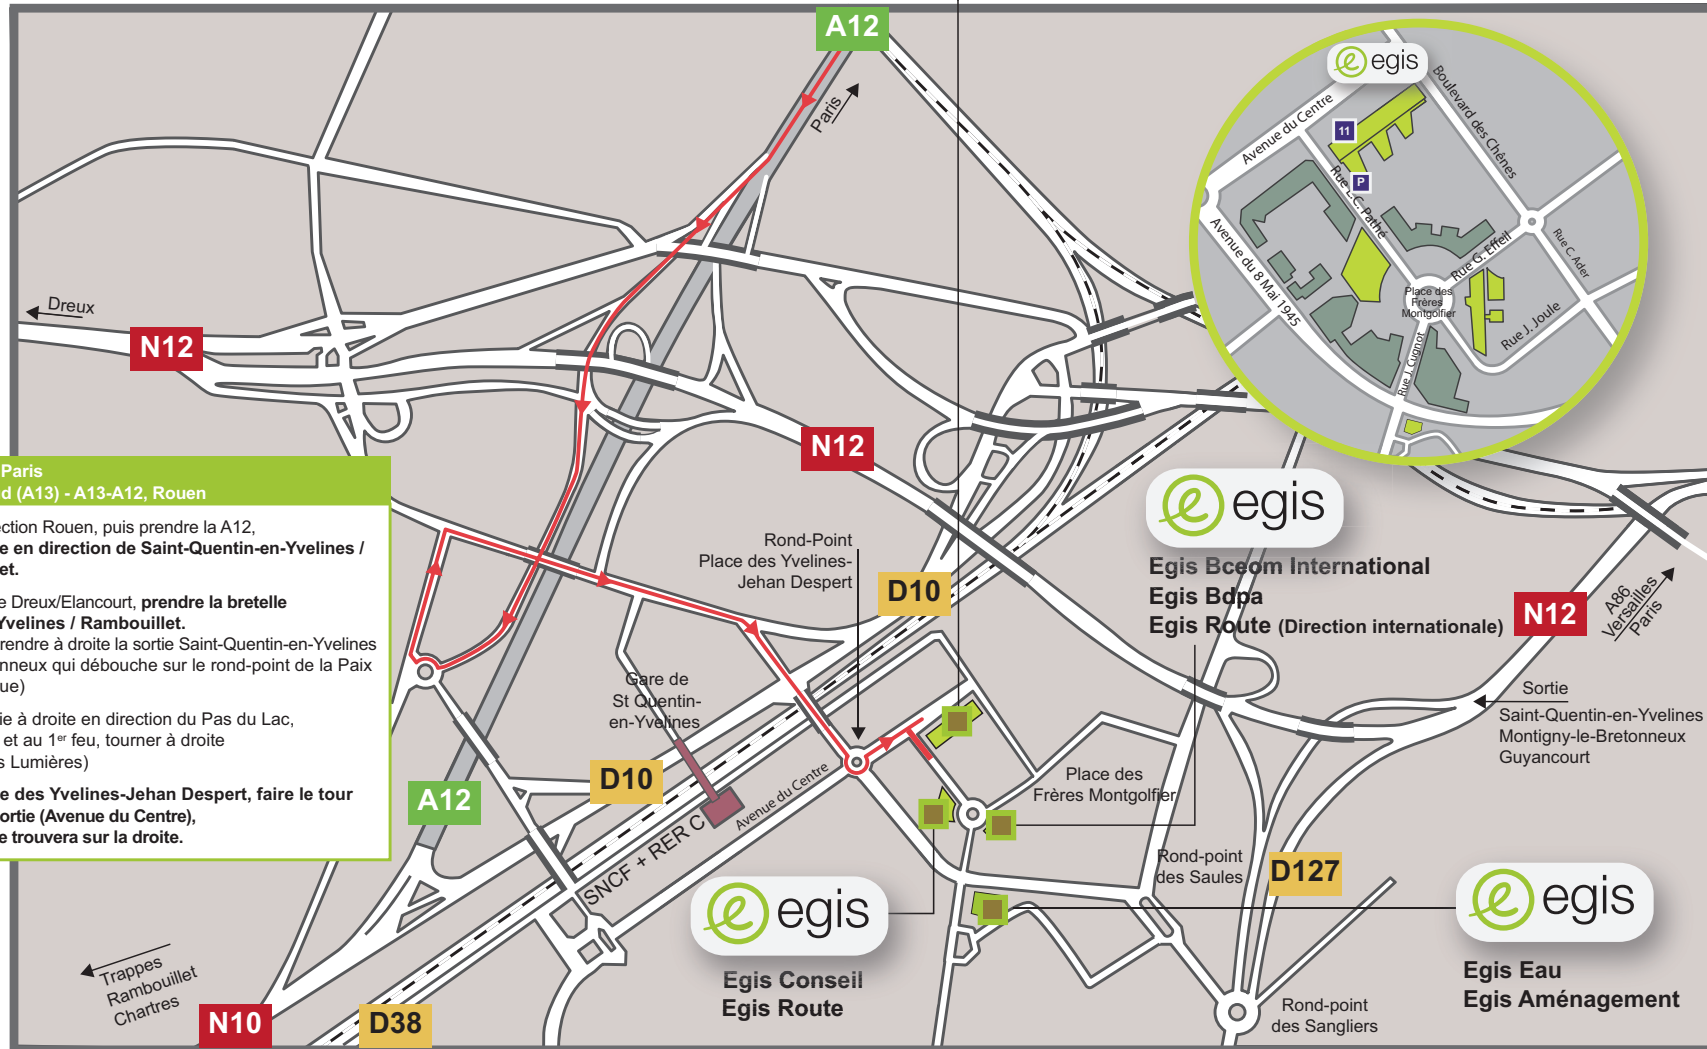 A12
Paris
egis
Avenue du Centre
Boulevard des Chênes
11
P
Rue E.C. Pathé
Avenue du 8 Mai 1945
Rue G. Effeil
Rue C. Ader
Place des
Frères
Montgolfier
Rue J. Joule
Rue J. Cugnot
Dreux
N12
N12
Paris
d (A13) - A13-A12, Rouen
ection Rouen, puis prendre la A12,
e en direction de Saint-Quentin-en-Yvelines /
et.
e Dreux/Elancourt, prendre la bretelle
Yvelines / Rambouillet.
rendre à droite la sortie Saint-Quentin-en-Yvelines
onneux qui débouche sur le rond-point de la Paix
ue)
ie à droite en direction du Pas du Lac,
et au 1er feu, tourner à droite
s Lumières)
e des Yvelines-Jehan Despert, faire le tour
ortie (Avenue du Centre),
e trouvera sur la droite.
Rond-Point
Place des Yvelines-
Jehan Despert
D10
egis
Egis Bceom International
Egis Bdpa
Egis Route (Direction internationale)
N12
A86
Versailles
Paris
Sortie
Saint-Quentin-en-Yvelines
Montigny-le-Bretonneux
Guyancourt
Gare de
St Quentin-
en-Yvelines
D10
A12
Avenue du Centre
SNCF + RER C
Place des
Frères Montgolfier
Rond-point
des Saules
D127
egis
Egis Conseil
Egis Route
egis
Egis Eau
Egis Aménagement
Trappes
Rambouillet
Chartres
N10
D38
Rond-point
des Sangliers